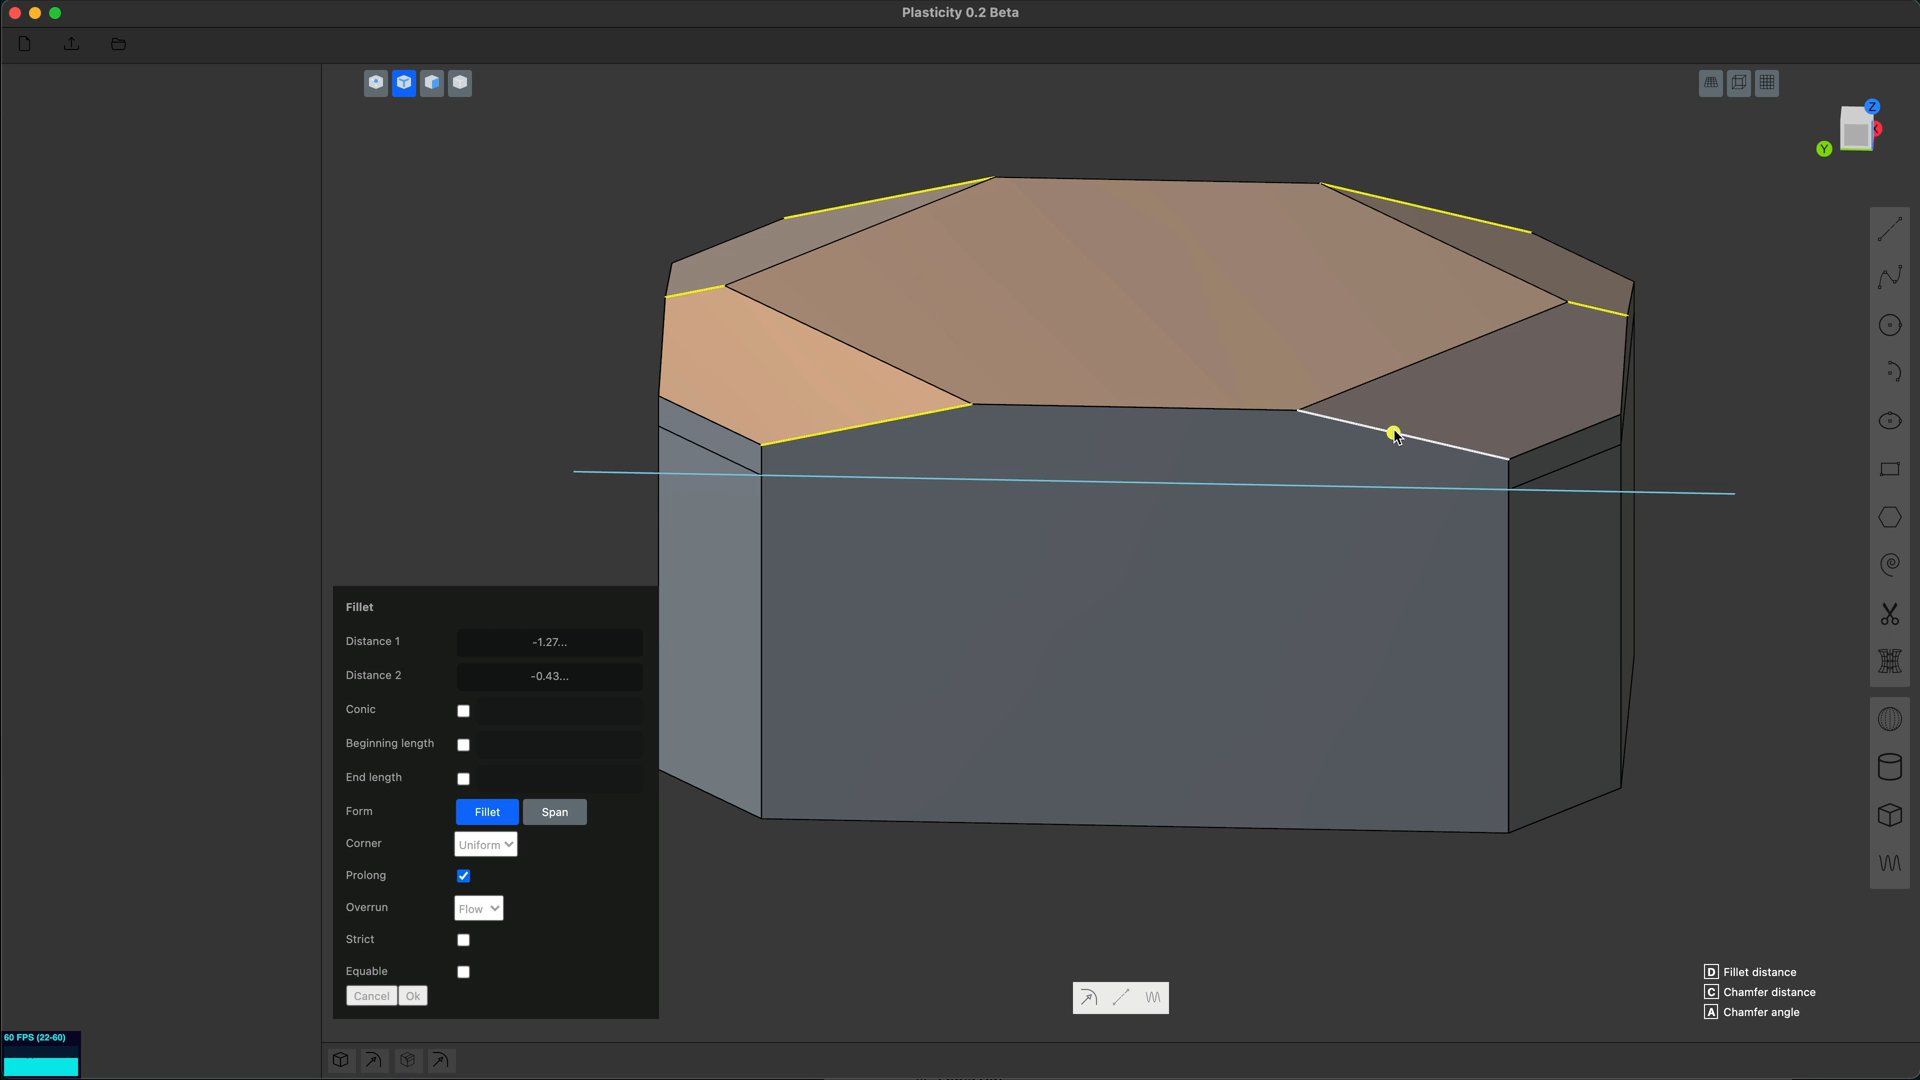 Plasticity 0.2 Beta
Z
X
Y
Fillet
Distance 1
-1.27...
Distance 2
-0.43...
Conic
Beginning length
End length
Form
Fillet
Span
Corner
Uniform
Prolong
Overrun
Flow
Strict
Equable
Cancel
Ok
D Fillet distance
C Chamfer distance
A Chamfer angle
60 FPS (22-60)